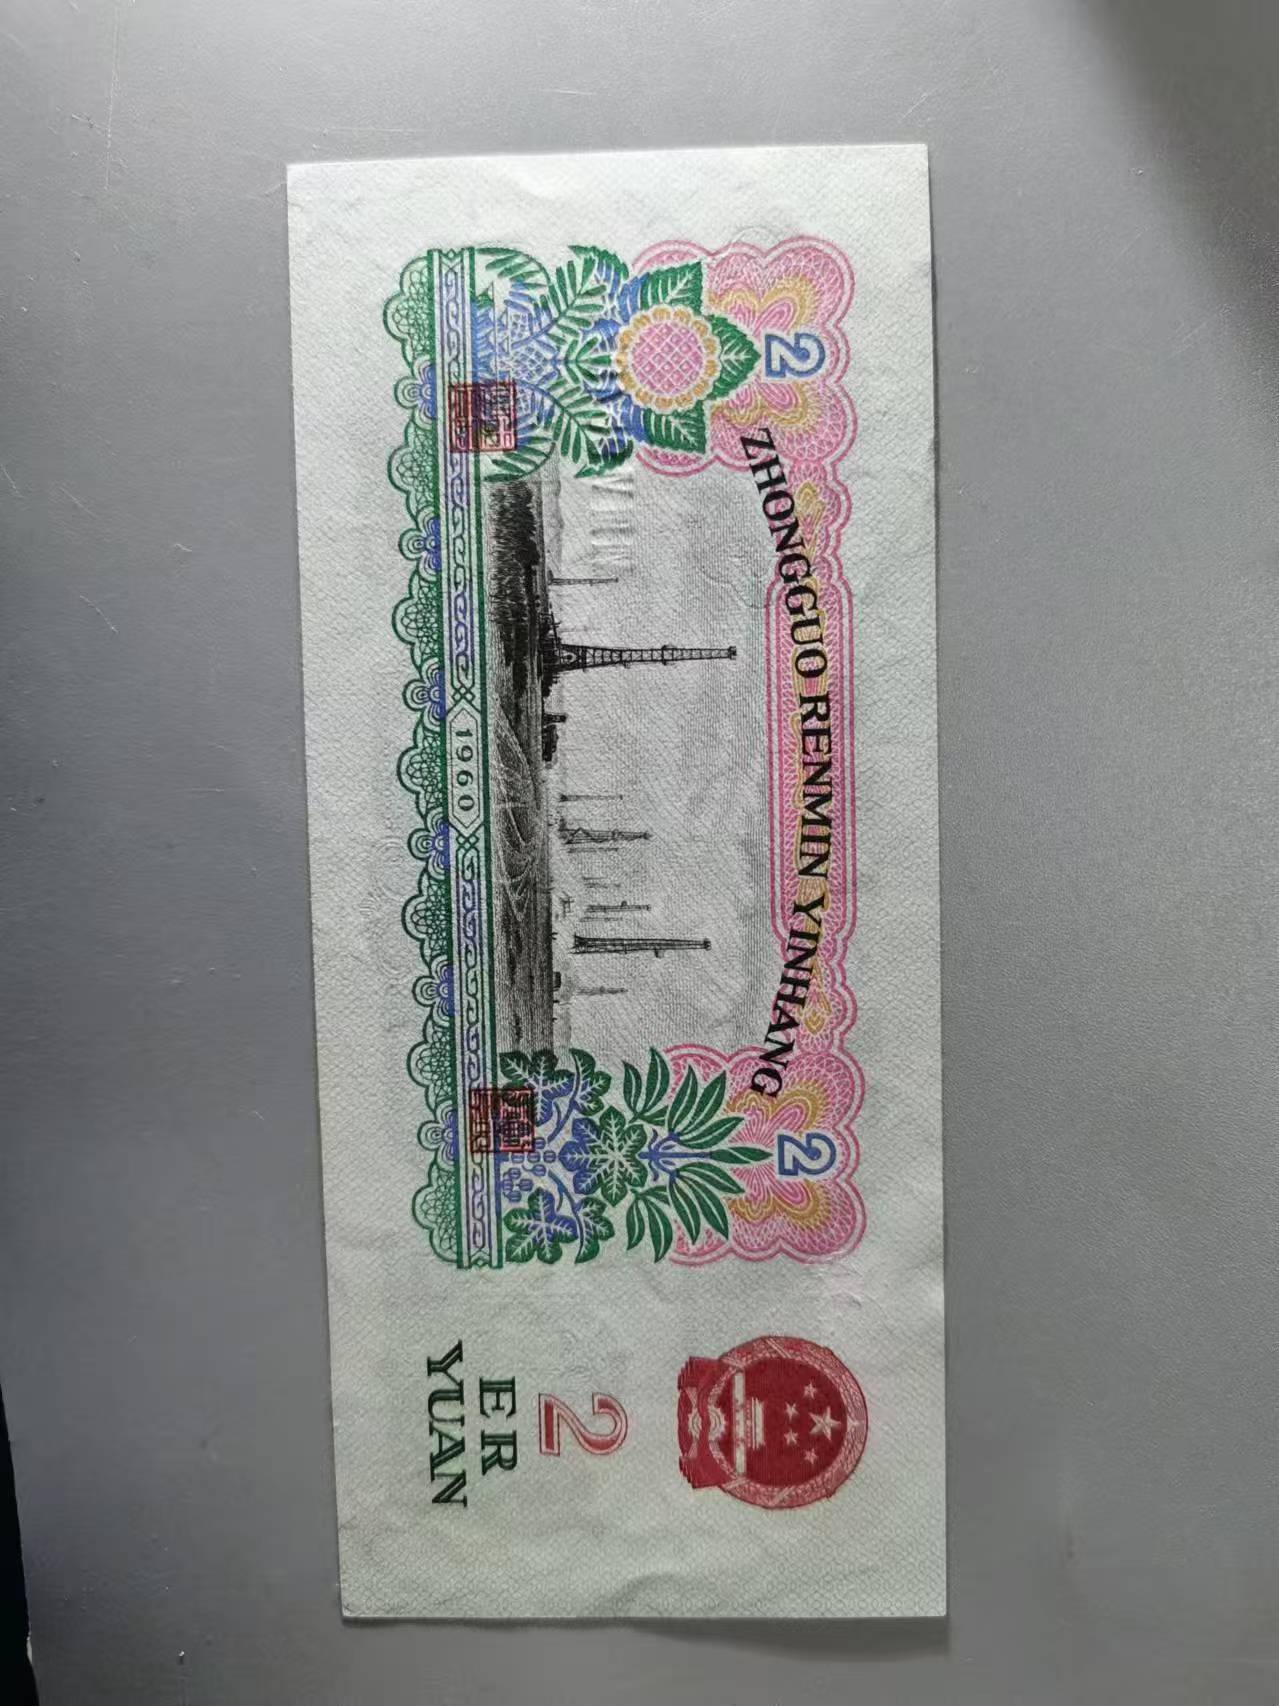 ZHONGGUO RENMIN YINHANG
2
2
1960
2
ER
YUAN